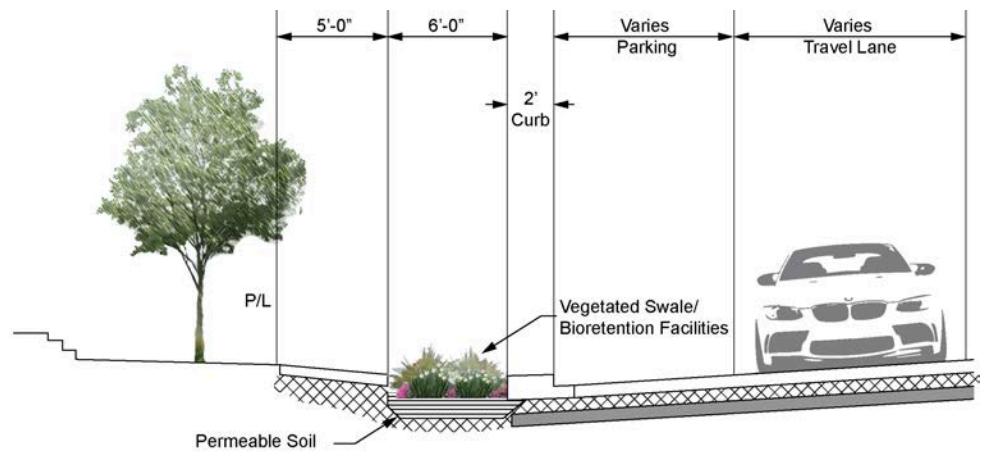 5'-0"
6'-0"
Varies
Parking
Varies
Travel Lane
2'
Curb
P/L
Vegetated Swale/
Bioretention Facilities
Permeable Soil